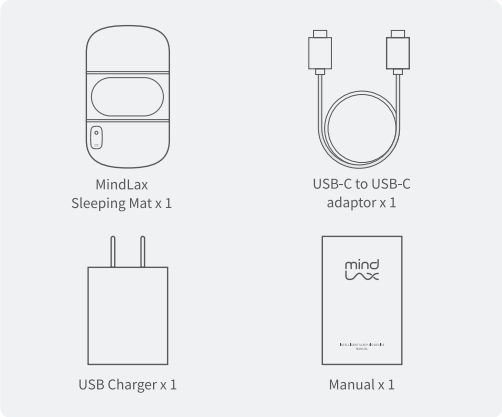 MindLax
Sleeping Mat x 1
USB-C to USB-C
adaptor x 1
mind
Lax
USB Charger x 1
Manual x 1